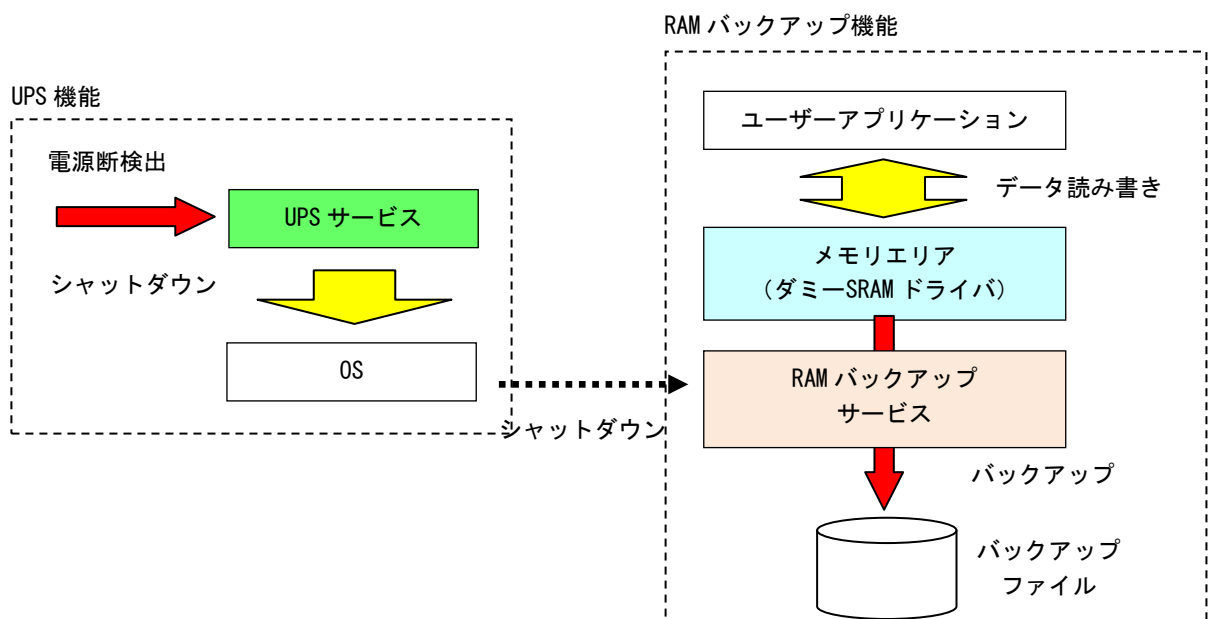 RAM バックアップ機能
UPS 機能
電源断検出
UPS サービス
シャットダウン
OS
シャットダウン
ユーザーアプリケーション
データ読み書き
メモリエリア
(ダミーSRAM ドライバ)
RAM バックアップ
サービス
バックアップ
バックアップ
ファイル